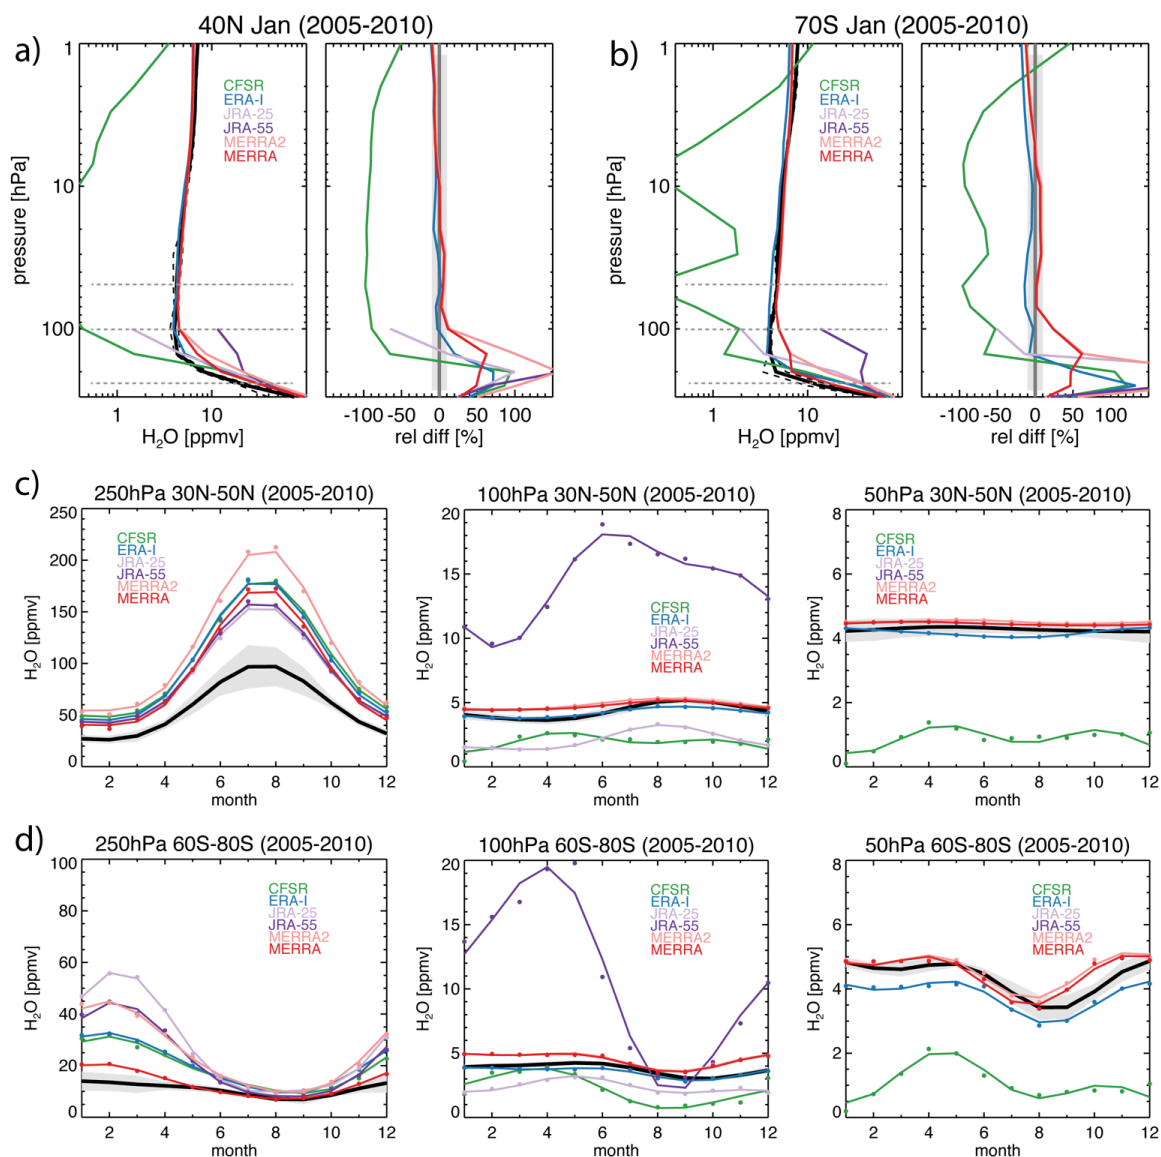 a)
40N Jan (2005-2010)
b)
70S Jan (2005-2010)
1
10
100
pressure [hPa]
CFSR
ERA-I
JRA-25
JRA-55
MERRA2
MERRA
1 10
H₂O [ppmv]
-100 -50 0 50 100
rel diff [%]
1
10
100
pressure [hPa]
CFSR
ERA-I
JRA-25
JRA-55
MERRA2
MERRA
1 10
H₂O [ppmv]
-100 -50 0 50 100
rel diff [%]
c)
250hPa 30N-50N (2005-2010)
250
200
150
100
50
0
H₂O [ppmv]
CFSR
ERA-I
JRA-25
JRA-55
MERRA2
MERRA
2 4 6 8 10 12
month
100hPa 30N-50N (2005-2010)
20
15
10
5
0
H₂O [ppmv]
CFSR
ERA-I
JRA-25
JRA-55
MERRA2
MERRA
2 4 6 8 10 12
month
50hPa 30N-50N (2005-2010)
8
6
4
2
0
H₂O [ppmv]
CFSR
ERA-I
JRA-25
JRA-55
MERRA2
MERRA
2 4 6 8 10 12
month
d)
250hPa 60S-80S (2005-2010)
100
80
60
40
20
0
H₂O [ppmv]
CFSR
ERA-I
JRA-25
JRA-55
MERRA2
MERRA
2 4 6 8 10 12
month
100hPa 60S-80S (2005-2010)
20
15
10
5
0
H₂O [ppmv]
CFSR
ERA-I
JRA-25
JRA-55
MERRA2
MERRA
2 4 6 8 10 12
month
50hPa 60S-80S (2005-2010)
8
6
4
2
0
H₂O [ppmv]
CFSR
ERA-I
JRA-25
JRA-55
MERRA2
MERRA
2 4 6 8 10 12
month